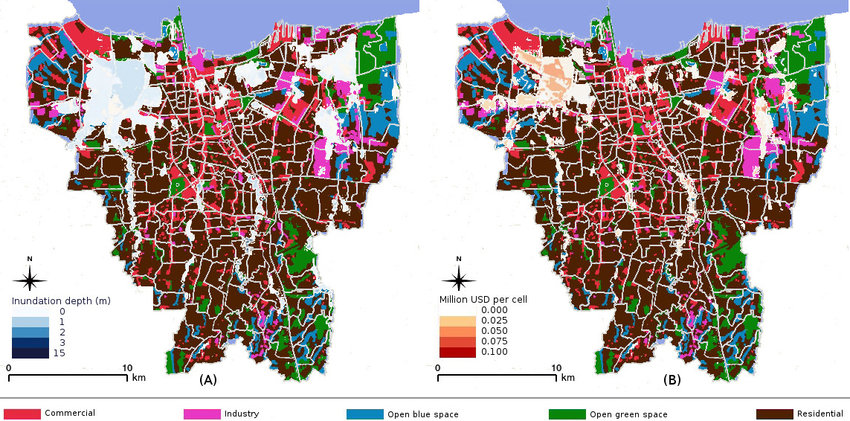 N
Inundation depth (m)
0
1
2
3
15
0
10
km
(A)
N
Million USD per cell
0.000
0.025
0.050
0.075
0.100
0
10
km
(B)
Commercial
Industry
Open blue space
Open green space
Residential